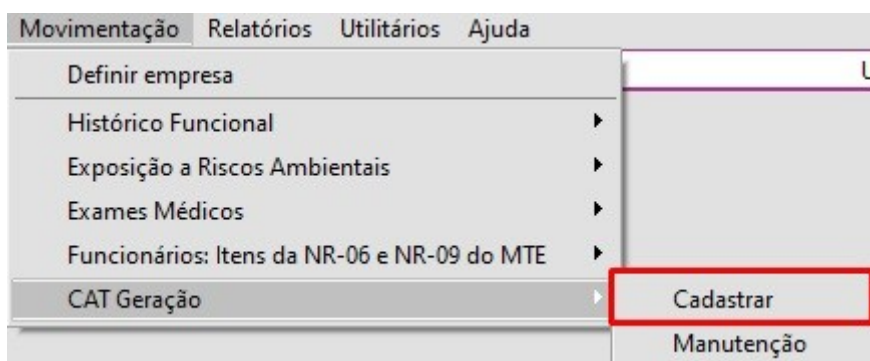 Movimentação Relatórios Utilitários Ajuda
Definir empresa
Histórico Funcional
Exposição a Riscos Ambientais
Exames Médicos
Funcionários: Itens da NR-06 e NR-09 do MTE
CAT Geração
Cadastrar
Manutenção